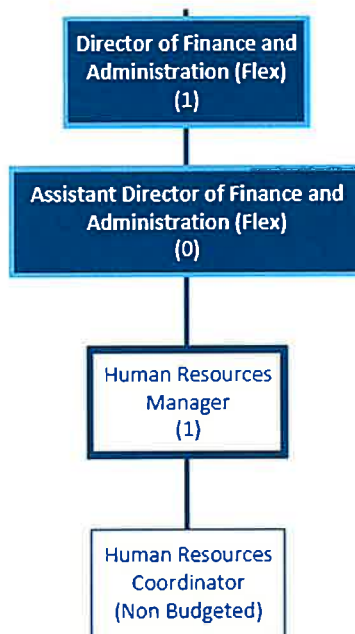 Director of Finance and
Administration (Flex)
(1)
Assistant Director of Finance and
Administration (Flex)
(0)
Human Resources
Manager
(1)
Human Resources
Coordinator
(Non Budgeted)